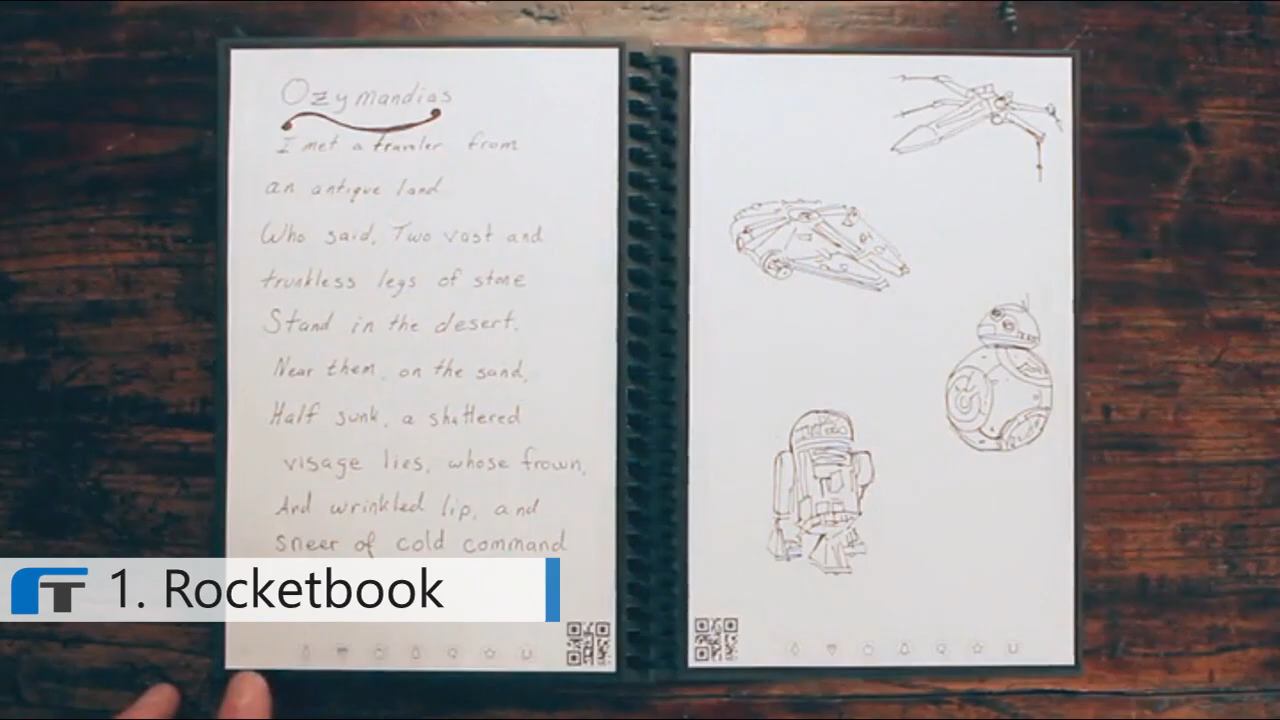 Ozymandias
I met a traveler from
an antique land
Who said, Two vast and
trunkless legs of stone
Stand in the desert.
Near them, on the sand,
Half sunk, a shattered
visage lies, whose frown,
And wrinkled lip, and
sneer of cold command
FT 1. Rocketbook